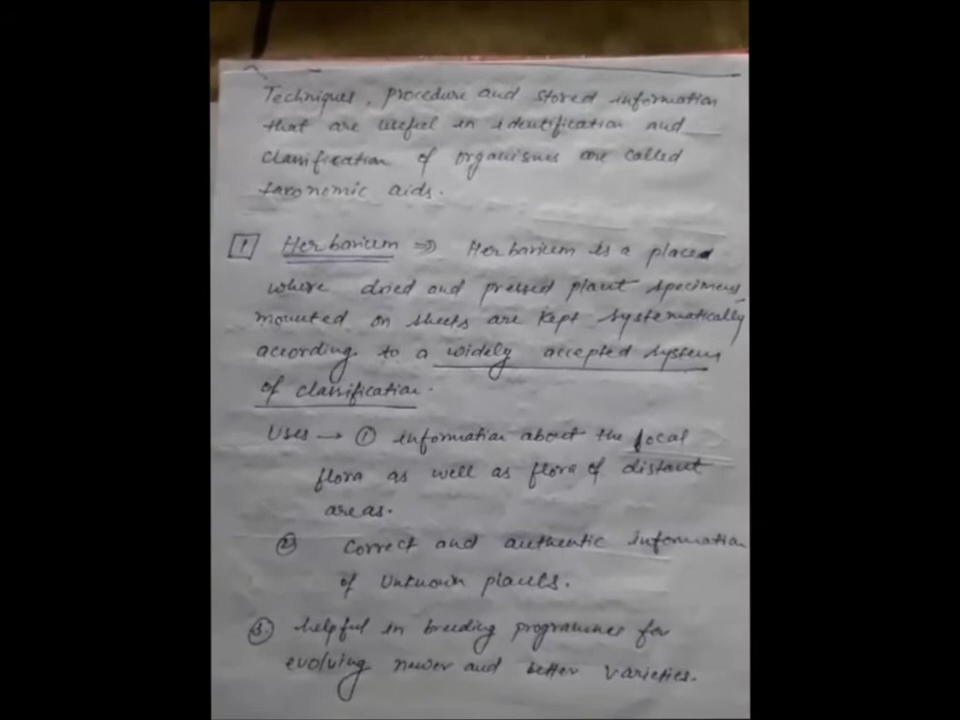 Techniques, procedure and stored information
that are useful in identification and
classification of organisms are called
taxonomic aids.
1 Herbarium ⇒ Herbarium is a place
where dried and pressed plant specimens
mounted on sheets are kept systematically
according to a widely accepted system
of classification.
Uses → ① information about the local
flora as well as flora of distant
areas.
② Correct and authentic information
of unknown plants.
③. helpful in breeding programmes for
evolving newer and better varieties.